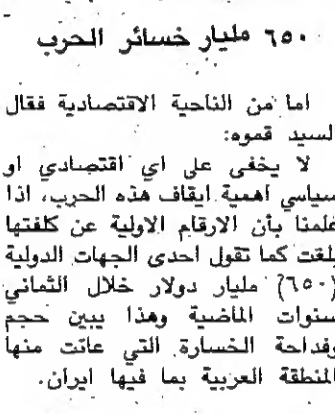 ٦٥٠ مليار خسائر الحرب
اما من الناحية الاقتصادية فقال
لسيد قموه:
لا يخفى على اي اقتصادي او
سياسي اهمية ايقاف هذه الحرب، اذا
علمنا بأن الارقام الاولية عن كلفتها
بلغت كما تقول احدى الجهات الدولية
(٦٥٠) مليار دولار خلال الثماني
سنوات الماضية وهذا يبين حجم
وفداحة الخسارة التي عاتت منها
المنطقة العربية بما فيها ايران.